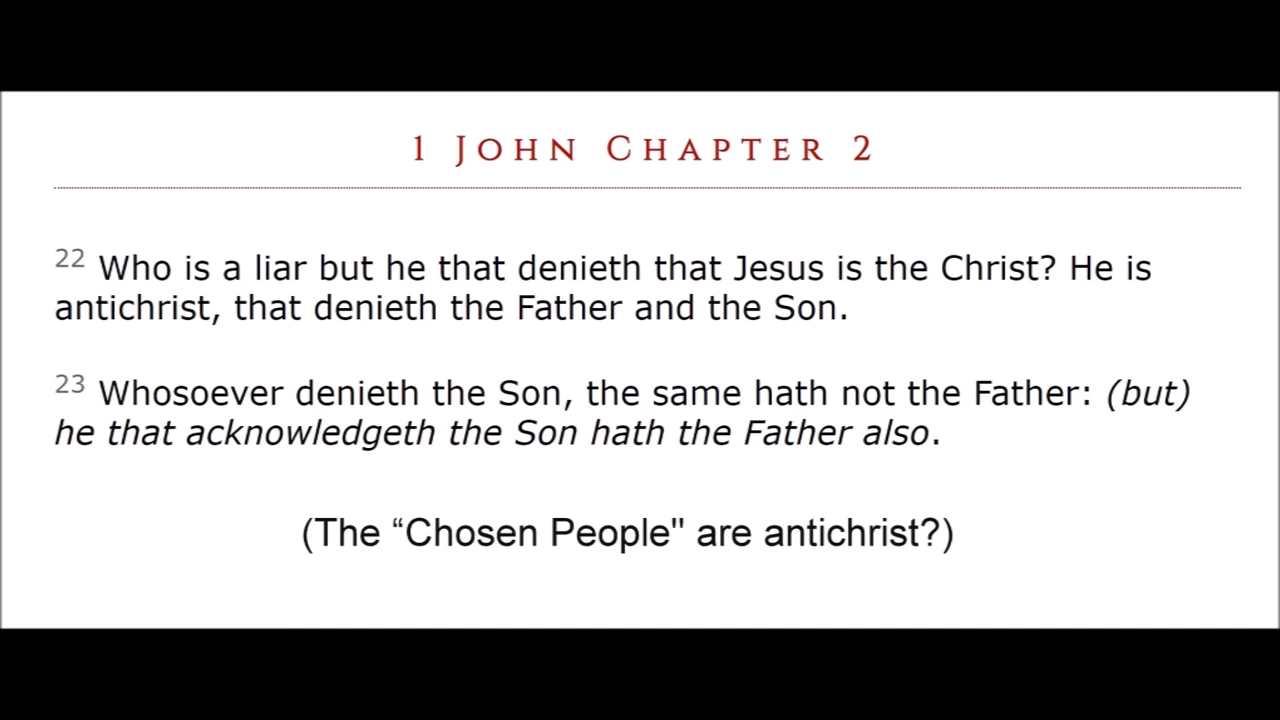 1 John Chapter 2
22 Who is a liar but he that denieth that Jesus is the Christ? He is
antichrist, that denieth the Father and the Son.
23 Whosoever denieth the Son, the same hath not the Father: (but)
he that acknowledgeth the Son hath the Father also.
(The “Chosen People" are antichrist?)